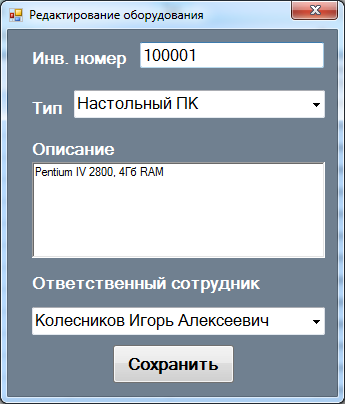 Редактирование оборудования
Инв. номер 100001
Тип Настольный ПК
Описание
Pentium IV 2800, 4Гб RAM
Ответственный сотрудник
Колесников Игорь Алексеевич
Сохранить